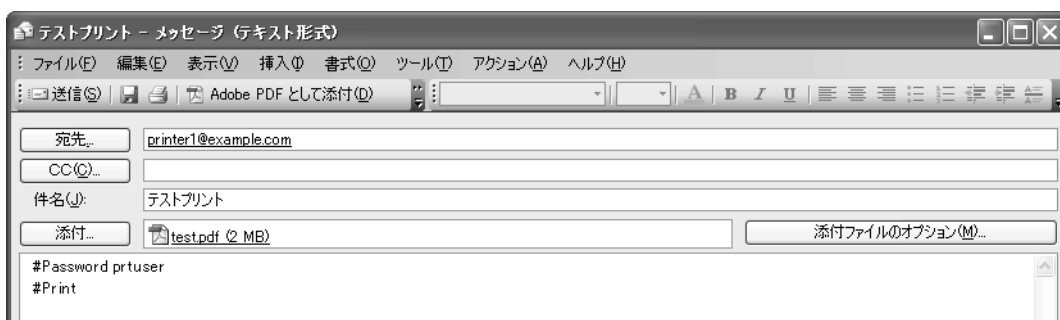 テストプリント - メッセージ (テキスト形式)
ファイル(F) 編集(E) 表示(V) 挿入(I) 書式(O) ツール(T) アクション(A) ヘルプ(H)
送信(S) Adobe PDF として添付(D) A B I U
宛先... printer1@example.com
CC(C)...
件名(J): テストプリント
添付... test.pdf (2 MB) 添付ファイルのオプション(M)...
#Password prtuser
#Print